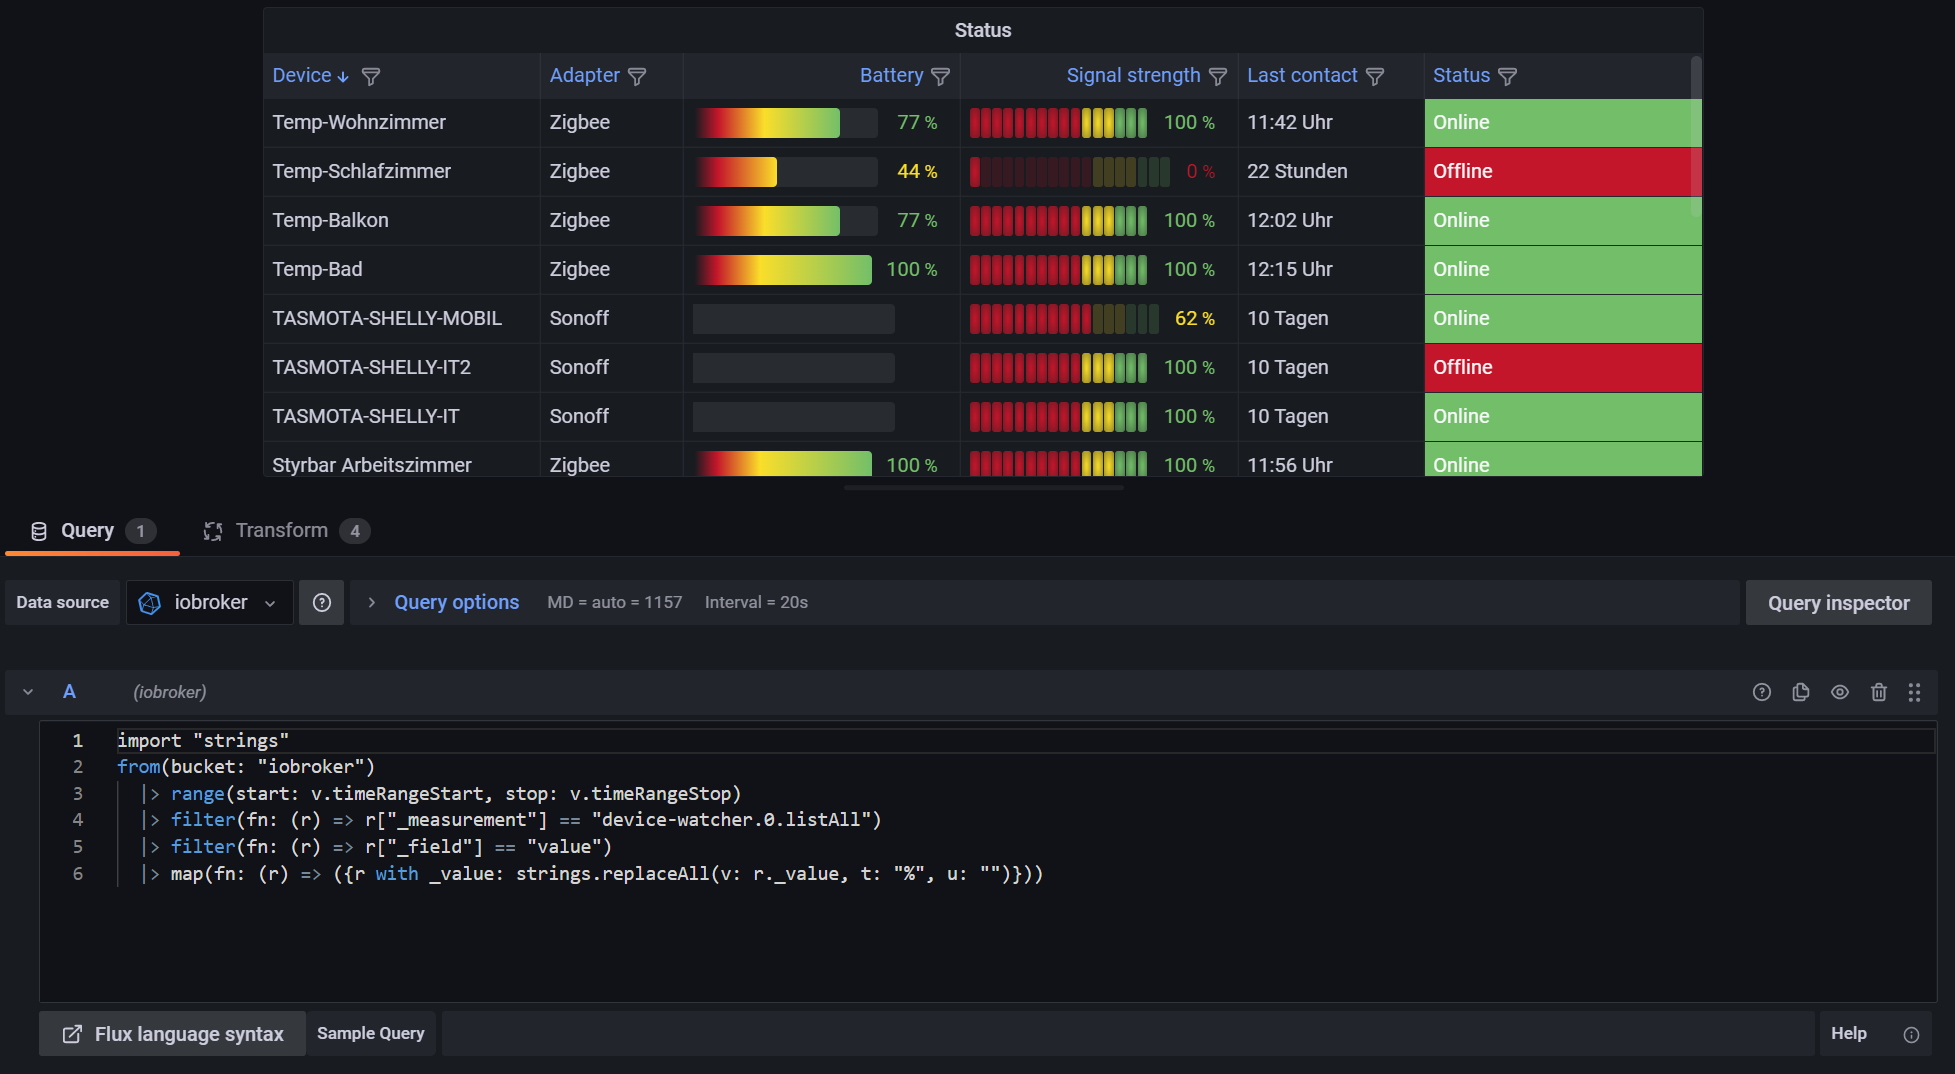 Status
Device Adapter Battery Signal strength Last contact Status
Temp-Wohnzimmer Zigbee 77 % 100 % 11:42 Uhr Online
Temp-Schlafzimmer Zigbee 44 % 0 % 22 Stunden Offline
Temp-Balkon Zigbee 77 % 100 % 12:02 Uhr Online
Temp-Bad Zigbee 100 % 100 % 12:15 Uhr Online
TASMOTA-SHELLY-MOBIL Sonoff 62 % 10 Tagen Online
TASMOTA-SHELLY-IT2 Sonoff 100 % 10 Tagen Offline
TASMOTA-SHELLY-IT Sonoff 100 % 10 Tagen Online
Styrbar Arbeitszimmer Zigbee 100 % 100 % 11:56 Uhr Online
Query 1 Transform 4
Data source iobroker Query options MD = auto = 1157 Interval = 20s Query inspector
A (iobroker)
1 import "strings"
2 from(bucket: "iobroker")
3 |> range(start: v.timeRangeStart, stop: v.timeRangeStop)
4 |> filter(fn: (r) => r["_measurement"] == "device-watcher.0.listAll")
5 |> filter(fn: (r) => r["_field"] == "value")
6 |> map(fn: (r) => ({r with _value: strings.replaceAll(v: r._value, t: "%", u: "")}))
Flux language syntax Sample Query Help